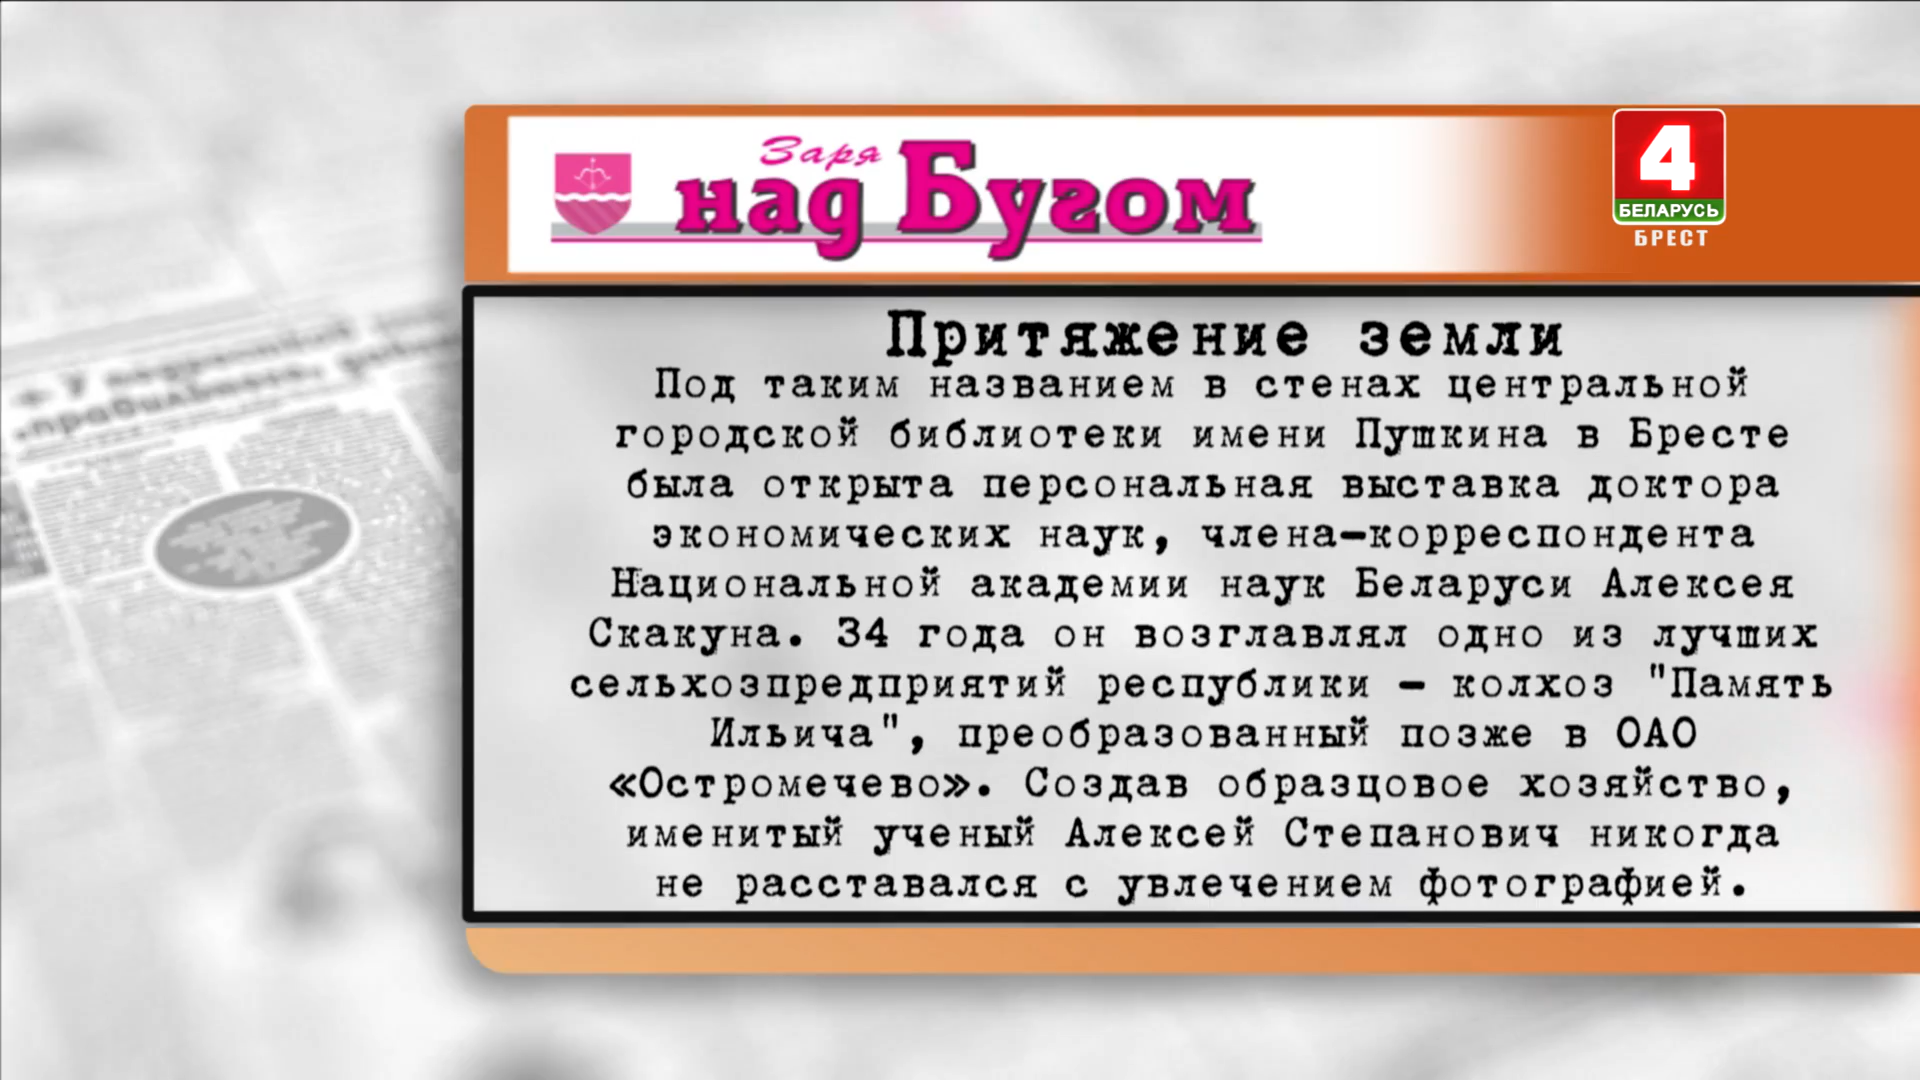 Заря
над Бугом
4
БЕЛАРУСЬ
БРЕСТ
Притяжение земли
Под таким названием в стенах центральной
городской библиотеки имени Пушкина в Бресте
была открыта персональная выставка доктора
экономических наук, члена-корреспондента
Национальной академии наук Беларуси Алексея
Скакуна. 34 года он возглавлял одно из лучших
сельхозпредприятий республики - колхоз "Память
Ильича", преобразованный позже в ОАО
«Остромечево». Создав образцовое хозяйство,
именитый ученый Алексей Степанович никогда
не расставался с увлечением фотографией.